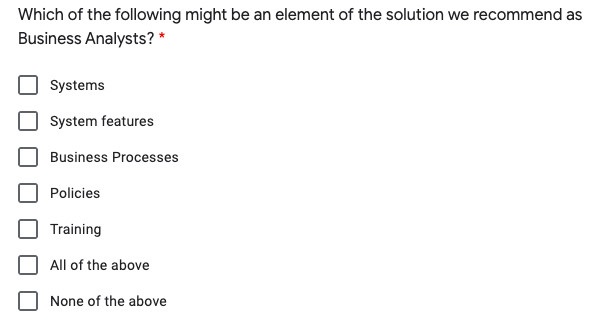 Which of the following might be an element of the solution we recommend as
Business Analysts? *
Systems
System features
Business Processes
Policies
Training
All of the above
None of the above